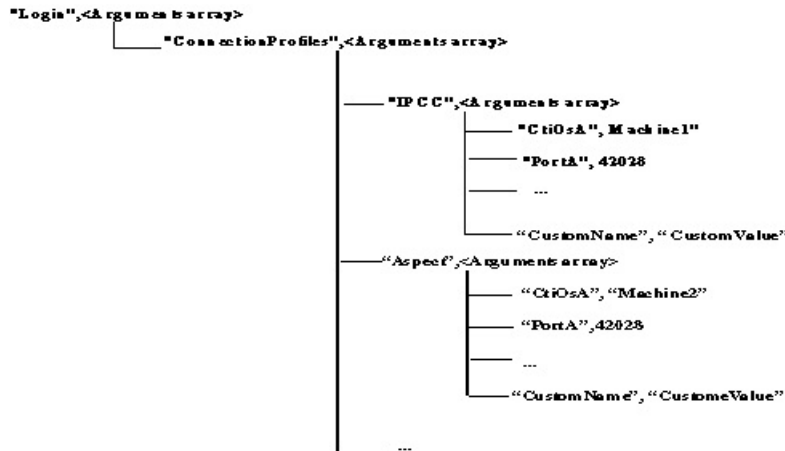 "Login",<Arguments array>
"ConnectionProfiles",<Arguments array>
"IPCC",<Arguments array>
"CtiOsA", Machine1"
"PortA", 42028
...
“CustomName”, “CustomValue”
“Aspect”,<Arguments array>
“CtiOsA”, “Machine2”
“PortA”,42028
...
“CustomName”, “CustomeValue”
...